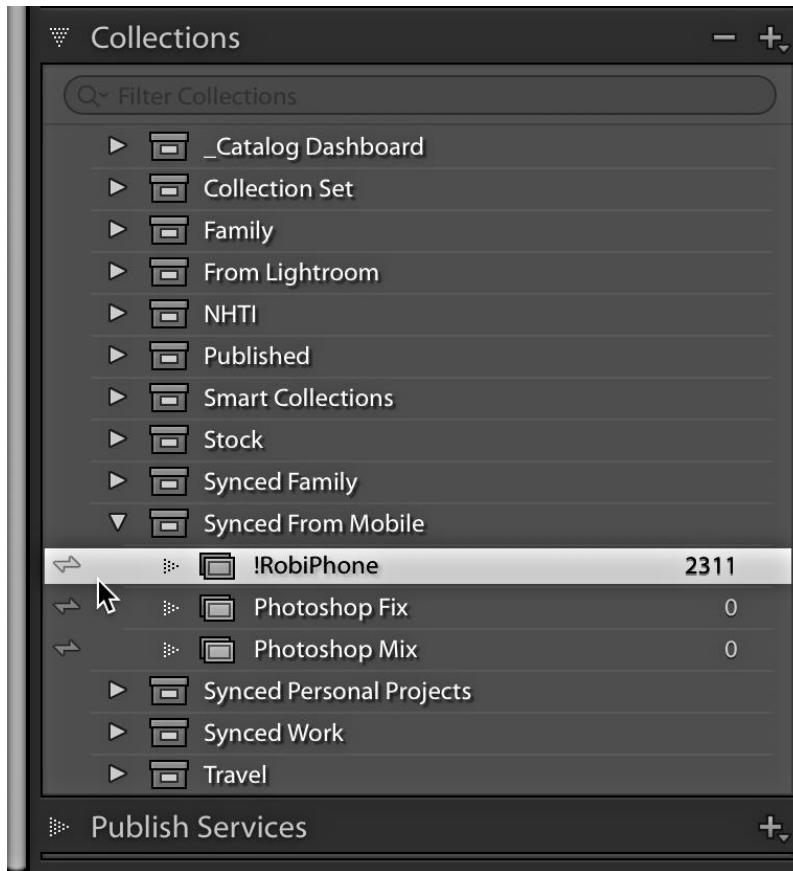 Collections
Filter Collections
_Catalog Dashboard
Collection Set
Family
From Lightroom
NHTI
Published
Smart Collections
Stock
Synced Family
Synced From Mobile
!RobiPhone 2311
Photoshop Fix 0
Photoshop Mix 0
Synced Personal Projects
Synced Work
Travel
Publish Services